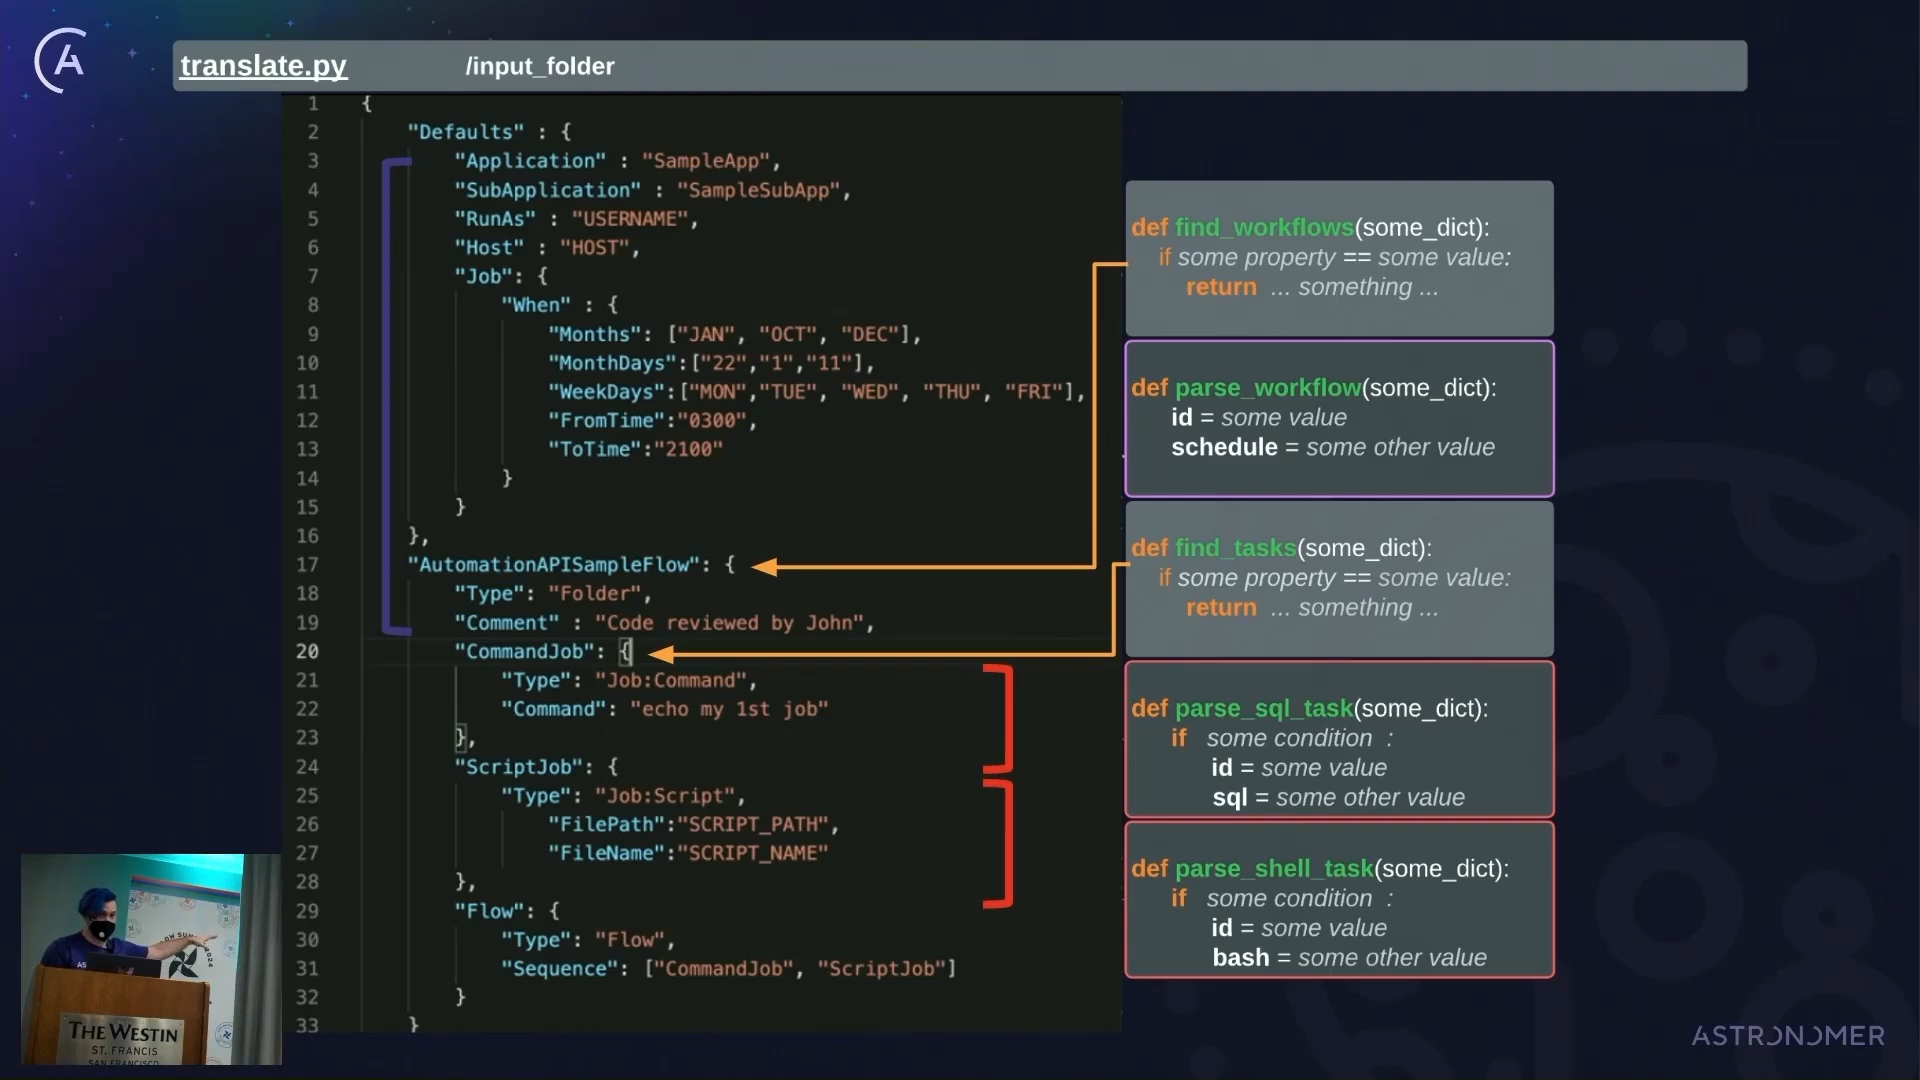 A
translate.py /input_folder
1 {
2 "Defaults" : {
3 "Application" : "SampleApp",
4 "SubApplication" : "SampleSubApp",
5 "RunAs" : "USERNAME",
6 "Host" : "HOST",
7 "Job": {
8 "When" : {
9 "Months": ["JAN", "OCT", "DEC"],
10 "MonthDays":["22","1","11"],
11 "WeekDays":["MON","TUE", "WED", "THU", "FRI"],
12 "FromTime":"0300",
13 "ToTime":"2100"
14 }
15 }
16 },
17 "AutomationAPISampleFlow": {
18 "Type": "Folder",
19 "Comment" : "Code reviewed by John",
20 "CommandJob": {
21 "Type": "Job:Command",
22 "Command": "echo my 1st job"
23 },
24 "ScriptJob": {
25 "Type": "Job:Script",
26 "FilePath":"SCRIPT_PATH",
27 "FileName":"SCRIPT_NAME"
28 },
29 "Flow": {
30 "Type": "Flow",
31 "Sequence": ["CommandJob", "ScriptJob"]
32 }
33 }
def find_workflows(some_dict):
if some property == some value:
return ... something ...
def parse_workflow(some_dict):
id = some value
schedule = some other value
def find_tasks(some_dict):
if some property == some value:
return ... something ...
def parse_sql_task(some_dict):
if some condition :
id = some value
sql = some other value
def parse_shell_task(some_dict):
if some condition :
id = some value
bash = some other value
THE WESTIN
ST. FRANCIS
SAN FRANCISCO
ASTRONOMER